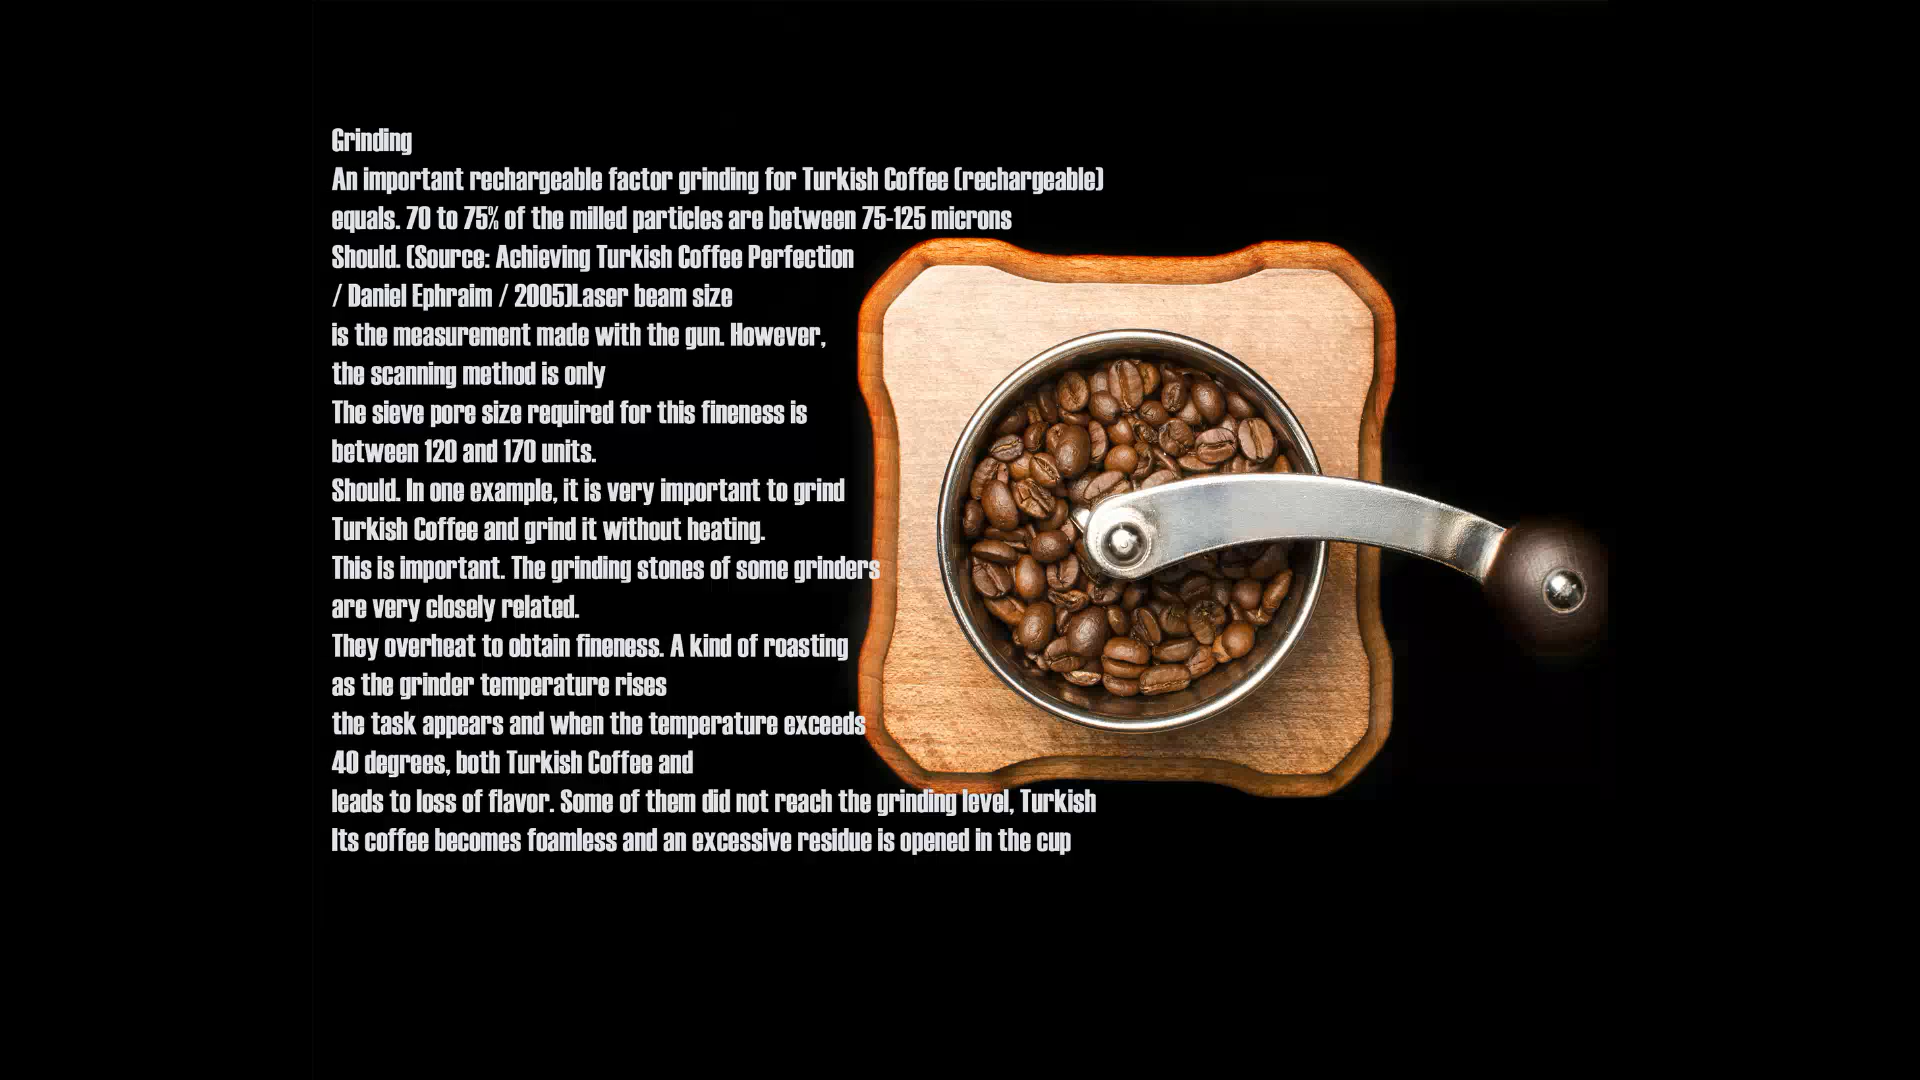 Grinding
An important rechargeable factor grinding for Turkish Coffee (rechargeable)
equals. 70 to 75% of the milled particles are between 75-125 microns
Should. (Source: Achieving Turkish Coffee Perfection
/ Daniel Ephraim / 2005)Laser beam size
is the measurement made with the gun. However,
the scanning method is only
The sieve pore size required for this fineness is
between 120 and 170 units.
Should. In one example, it is very important to grind
Turkish Coffee and grind it without heating.
This is important. The grinding stones of some grinders
are very closely related.
They overheat to obtain fineness. A kind of roasting
as the grinder temperature rises
the task appears and when the temperature exceeds
40 degrees, both Turkish Coffee and
leads to loss of flavor. Some of them did not reach the grinding level, Turkish
Its coffee becomes foamless and an excessive residue is opened in the cup